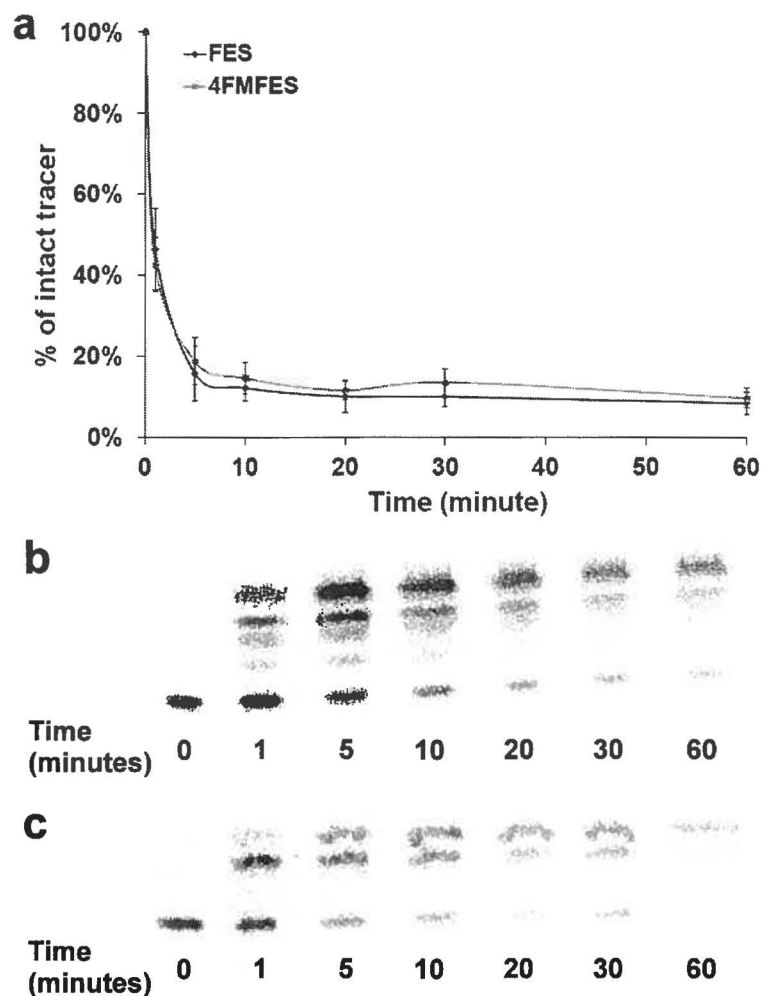 a
100%
80%
60%
40%
20%
0%
% of intact tracer
FES
4FMFES
0 10 20 30 40 50 60
Time (minute)
b
Time
(minutes) 0 1 5 10 20 30 60
c
Time
(minutes) 0 1 5 10 20 30 60